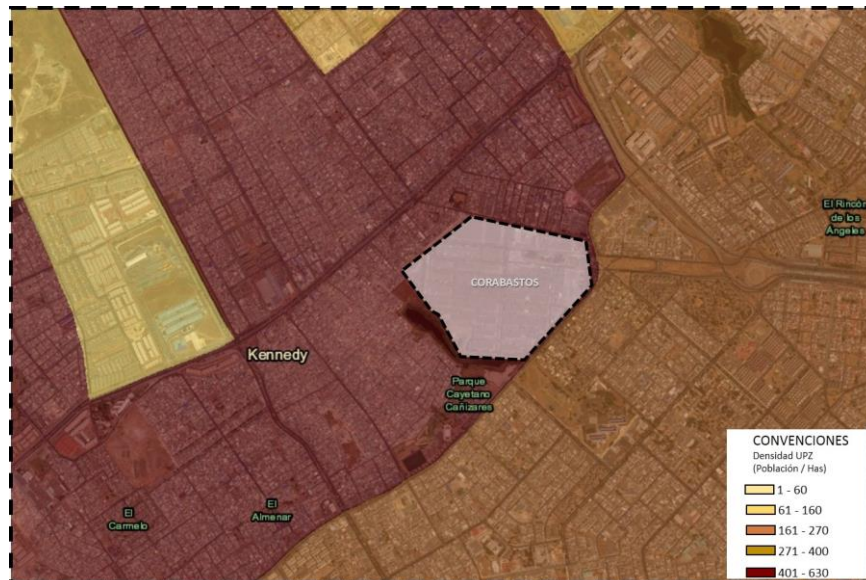 CORABASTOS
El Rincón
de los
Angeles
Kennedy
Parque
Cayetano
Cañizares
El
Carmelo
El
Almenar
CONVENCIONES
Densidad UPZ
(Población / Has)
1 - 60
61 - 160
161 - 270
271 - 400
401 - 630